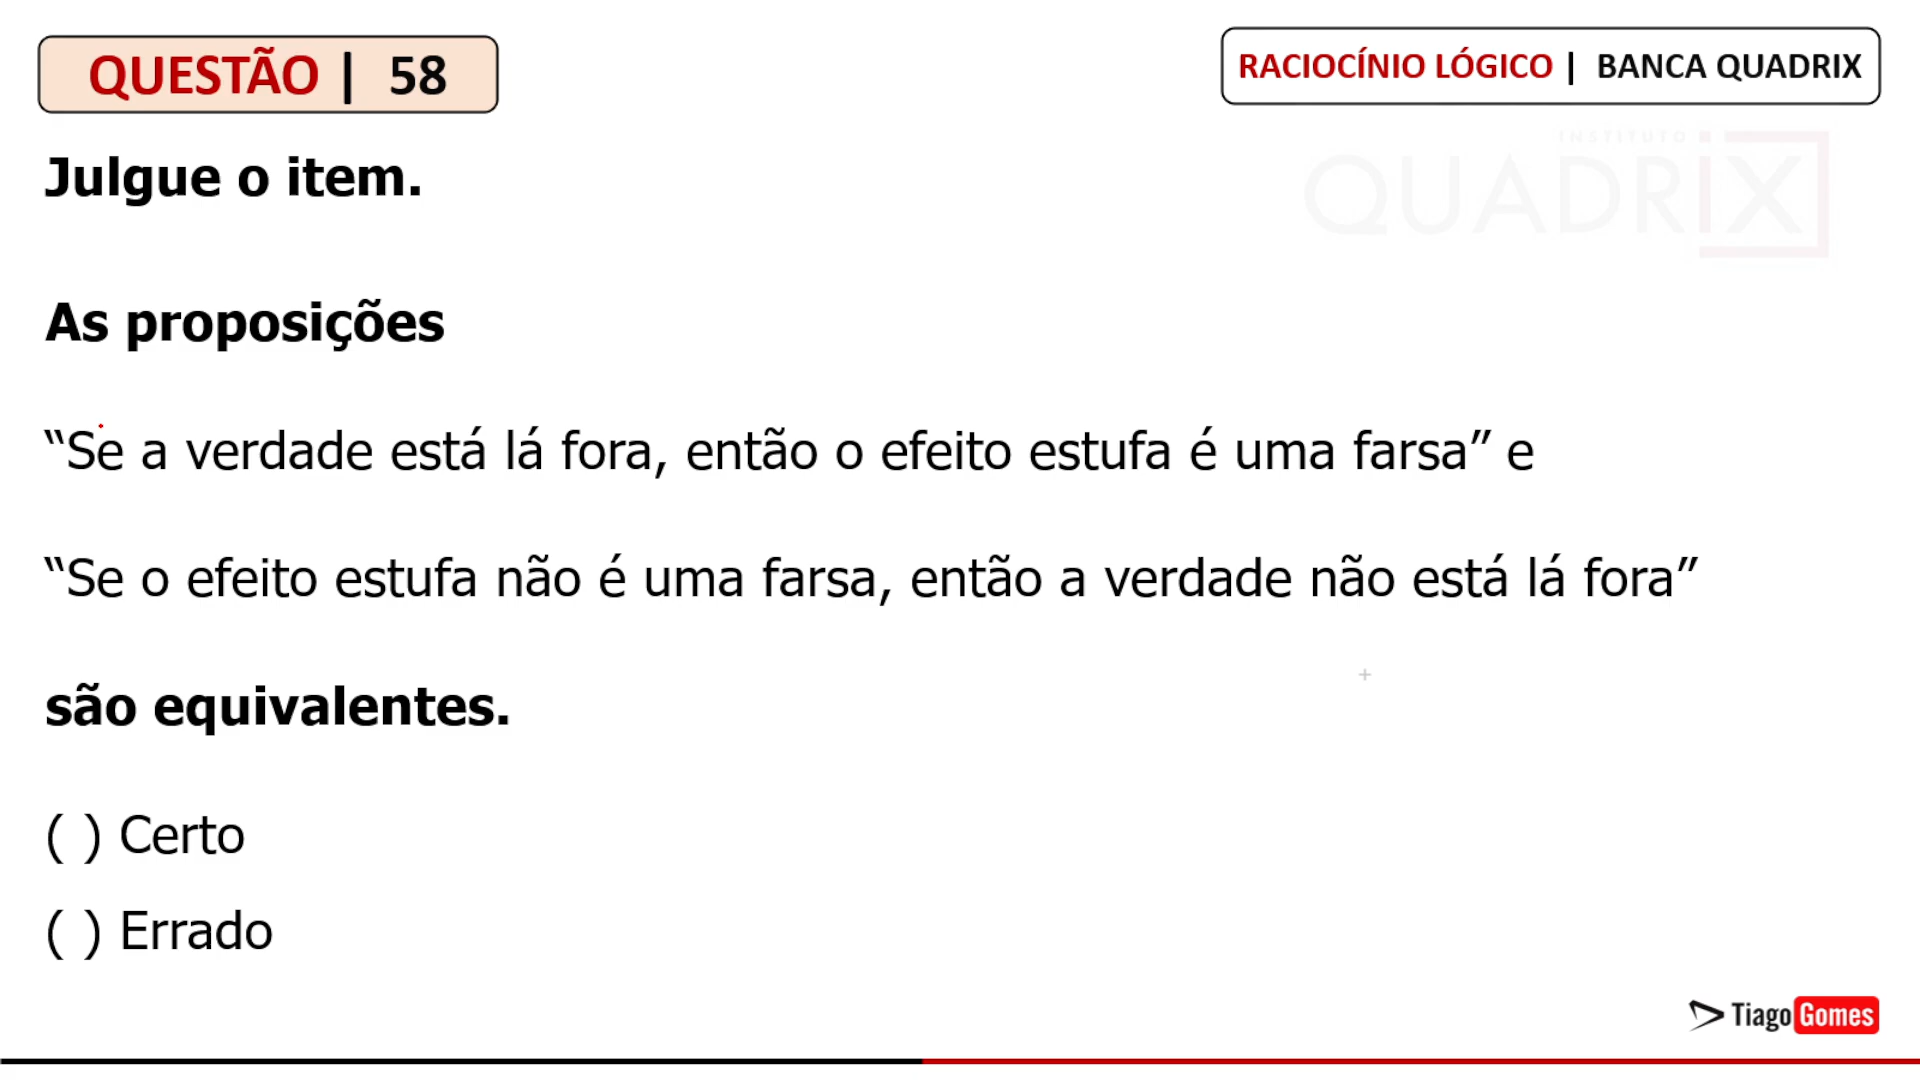 QUESTÃO | 58
RACIOCÍNIO LÓGICO | BANCA QUADRIX
INSTITUTO
QUADRIX
Julgue o item.
As proposições
“Se a verdade está lá fora, então o efeito estufa é uma farsa” e
“Se o efeito estufa não é uma farsa, então a verdade não está lá fora”
são equivalentes.
( ) Certo
( ) Errado
Tiago Gomes